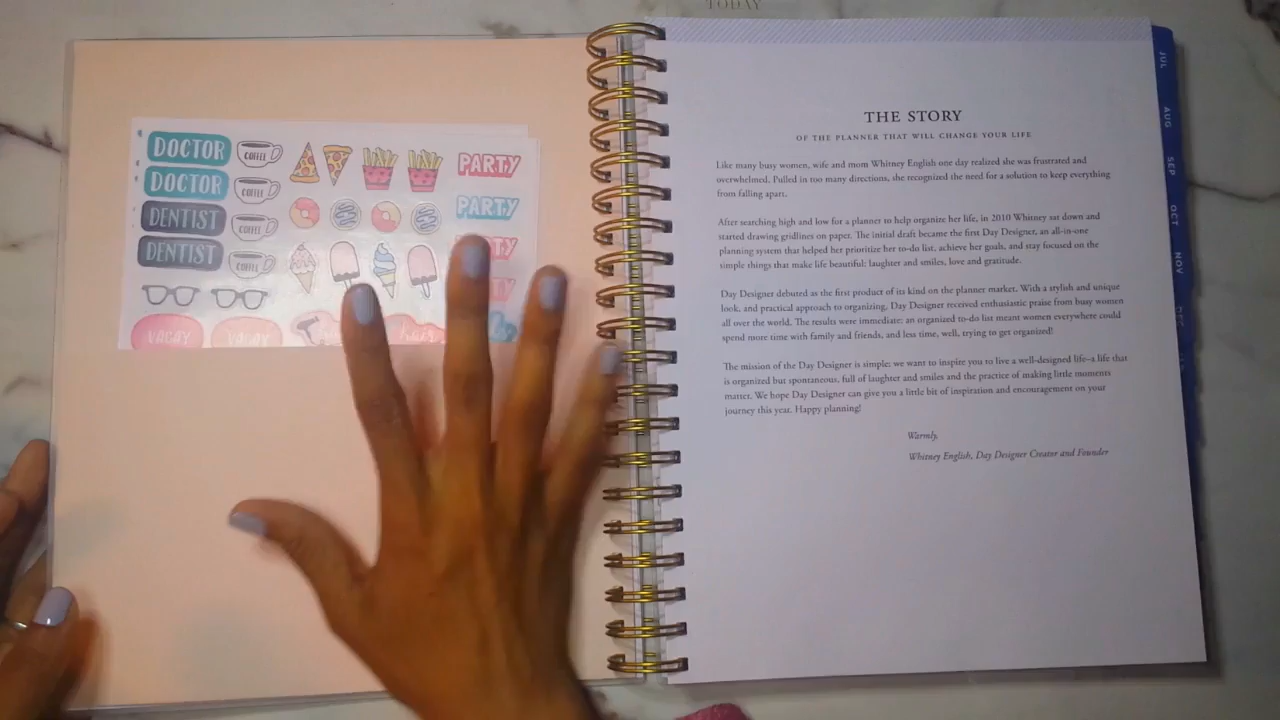 TODAY
DOCTOR
COFFEE
PARTY
DOCTOR
COFFEE
PARTY
DENTIST
COFFEE
DENTIST
COFFEE
VACAY
VACAY
hair
THE STORY
OF THE PLANNER THAT WILL CHANGE YOUR LIFE
Like many busy women, wife and mom Whitney English one day realized she was frustrated and
overwhelmed. Pulled in too many directions, she recognized the need for a solution to keep everything
from falling apart.
After searching high and low for a planner to help organize her life, in 2010 Whitney sat down and
started drawing gridlines on paper. The initial draft became the first Day Designer, an all-in-one
planning system that helped her prioritize her to-do list, achieve her goals, and stay focused on the
simple things that make life beautiful: laughter and smiles, love and gratitude.
Day Designer debuted as the first product of its kind on the planner market. With a stylish and unique
look, and practical approach to organizing, Day Designer received enthusiastic praise from busy women
all over the world. The results were immediate: an organized to-do list meant women everywhere could
spend more time with family and friends, and less time, well, trying to get organized!
The mission of the Day Designer is simple: we want to inspire you to live a well-designed life–a life that
is organized but spontaneous, full of laughter and smiles and the practice of making little moments
matter. We hope Day Designer can give you a little bit of inspiration and encouragement on your
journey this year. Happy planning!
Warmly,
Whitney English, Day Designer Creator and Founder
JUL
AUG
SEP
OCT
NOV
DEC